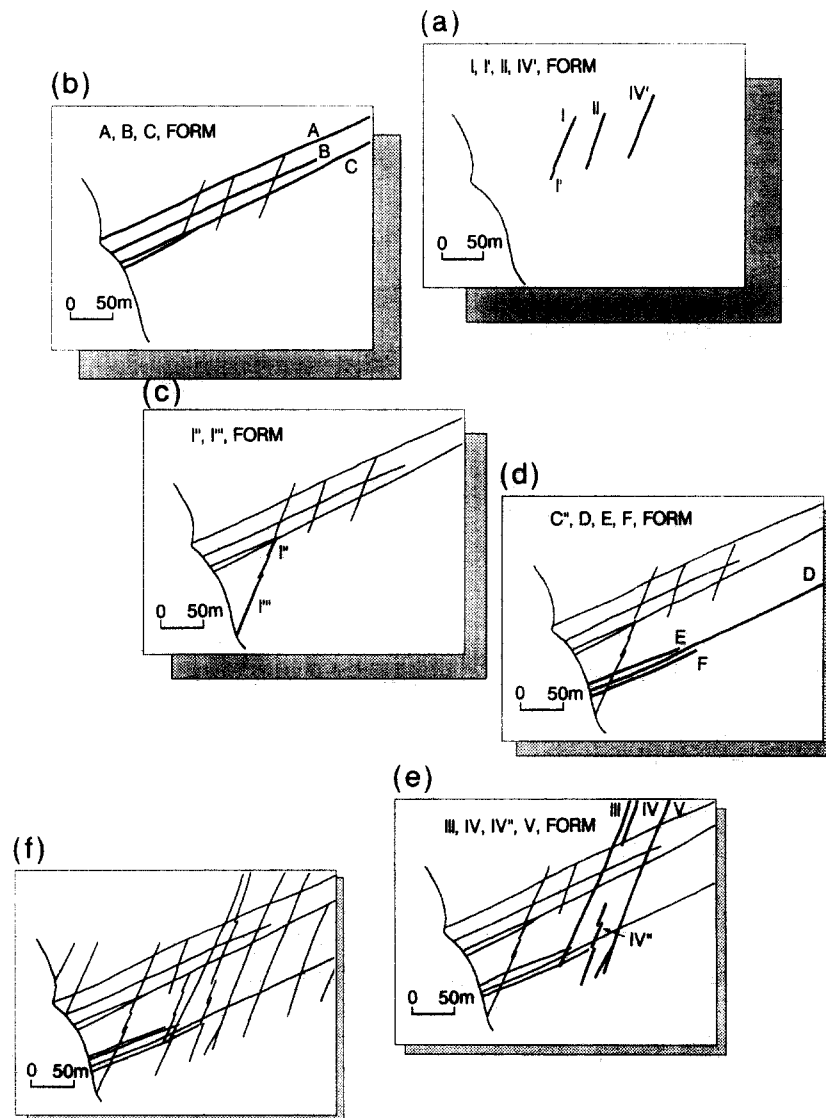 (a)
I, I', II, IV', FORM
I
II
IV'
I'
0 50m
(b)
A, B, C, FORM
A
B
C
0 50m
(c)
I'', I''', FORM
I''
I'''
0 50m
(d)
C'', D, E, F, FORM
D
E
F
0 50m
(e)
III, IV, IV'', V, FORM
III
IV
V
IV''
0 50m
(f)
0 50m